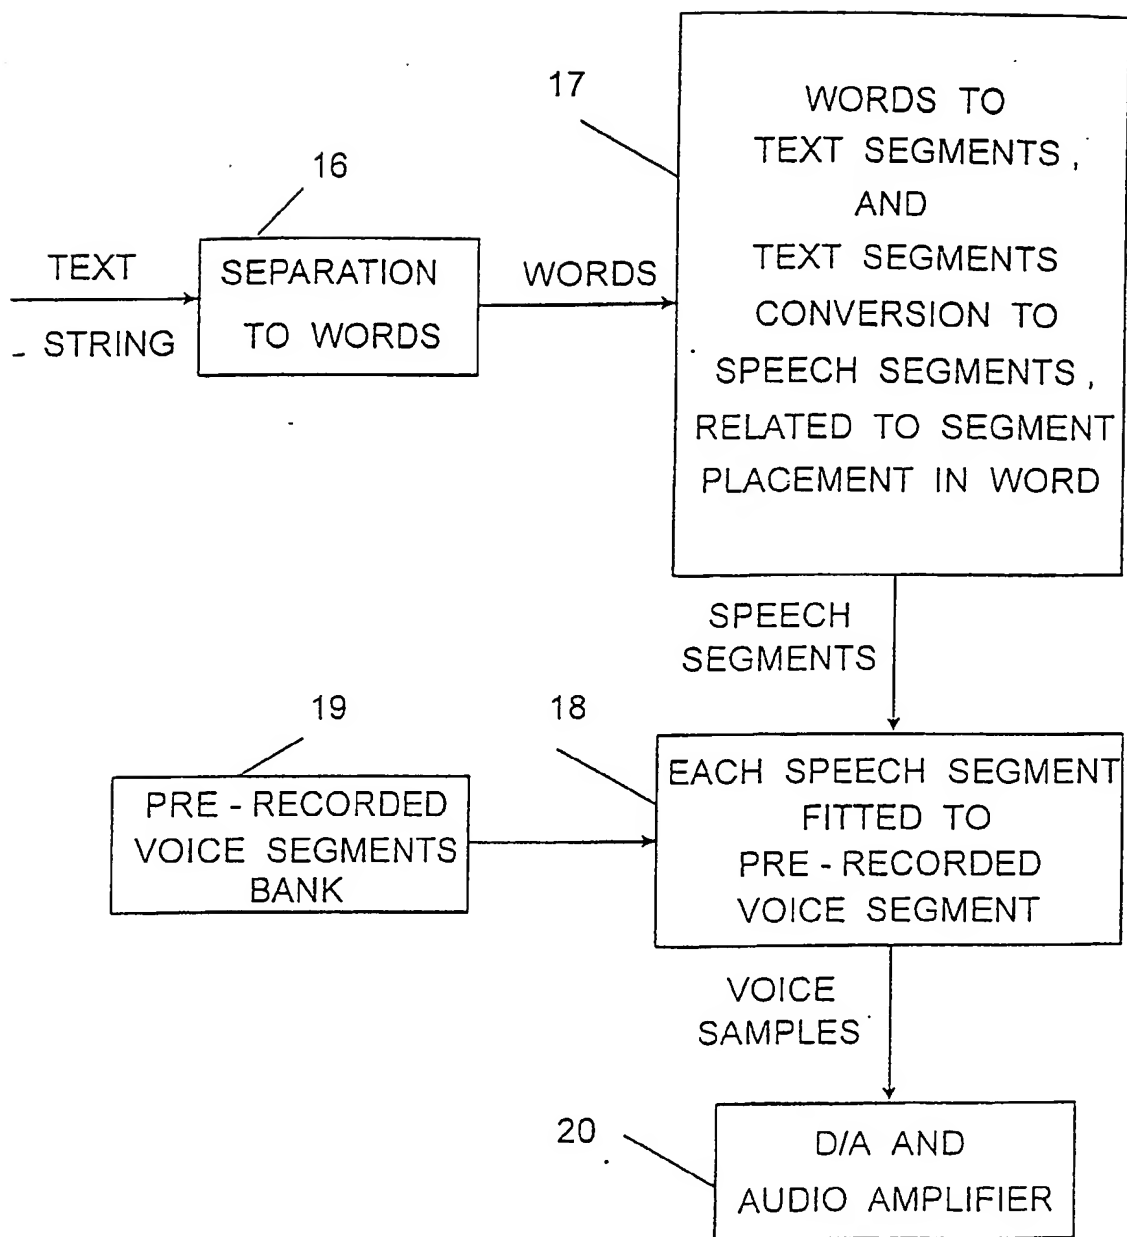 16
TEXT
STRING
SEPARATION
TO WORDS
WORDS
17
WORDS TO
TEXT SEGMENTS,
AND
TEXT SEGMENTS
CONVERSION TO
SPEECH SEGMENTS,
RELATED TO SEGMENT
PLACEMENT IN WORD
SPEECH
SEGMENTS
19
PRE-RECORDED
VOICE SEGMENTS
BANK
18
EACH SPEECH SEGMENT
FITTED TO
PRE-RECORDED
VOICE SEGMENT
VOICE
SAMPLES
20
D/A AND
AUDIO AMPLIFIER